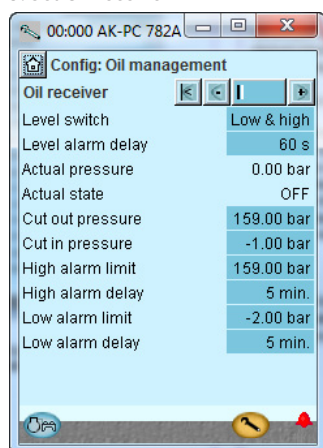 00:000 AK-PC 782A
Config: Oil management
Oil receiver
Level switch Low & high
Level alarm delay 60 s
Actual pressure 0.00 bar
Actual state OFF
Cut out pressure 159.00 bar
Cut in pressure -1.00 bar
High alarm limit 159.00 bar
High alarm delay 5 min.
Low alarm limit -2.00 bar
Low alarm delay 5 min.